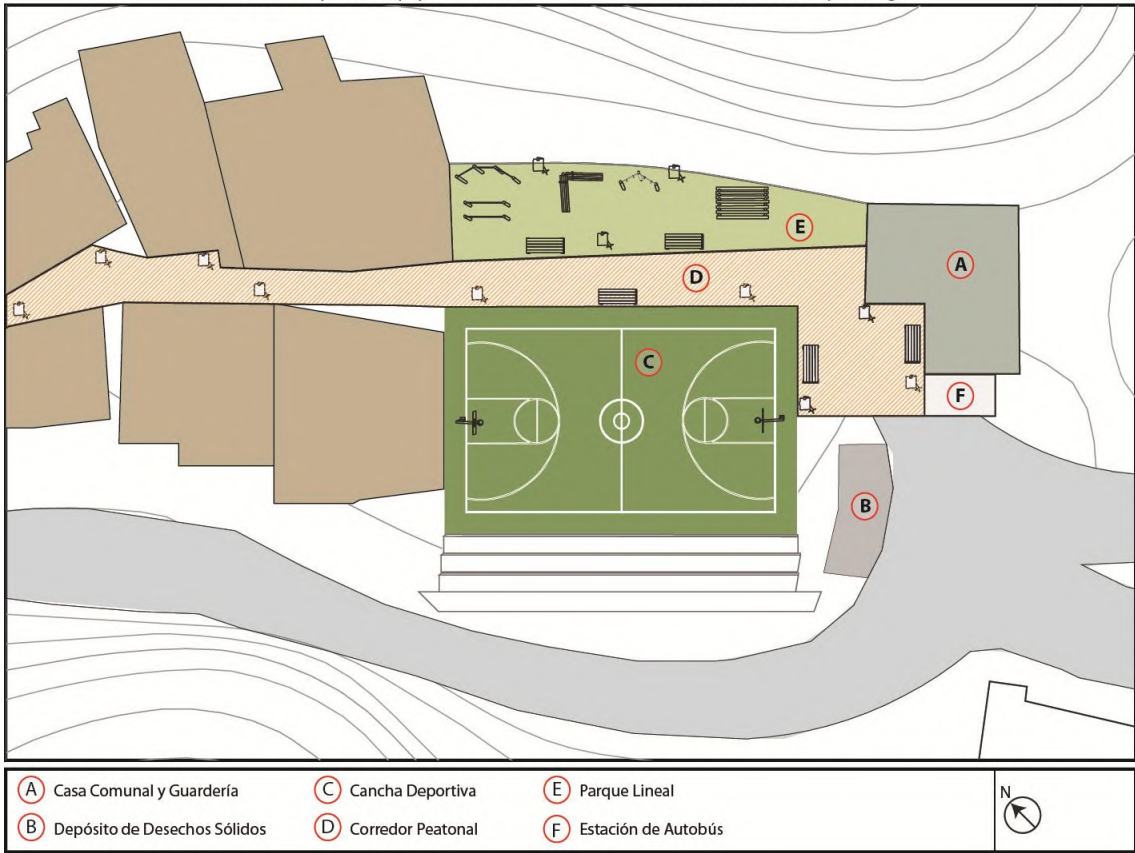 E
A
D
C
F
B
A Casa Comunal y Guardería
C Cancha Deportiva
E Parque Lineal
N
B Depósito de Desechos Sólidos
D Corredor Peatonal
F Estación de Autobús